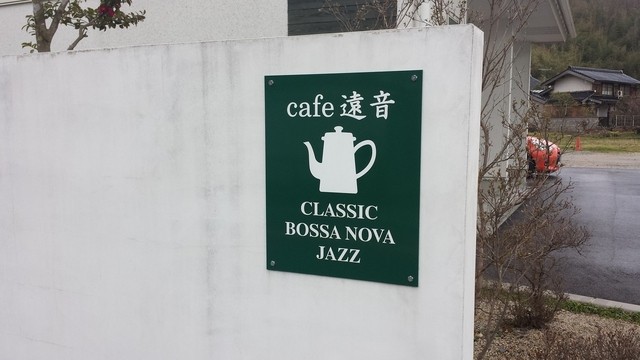 cafe 遠音
CLASSIC
BOSSA NOVA
JAZZ